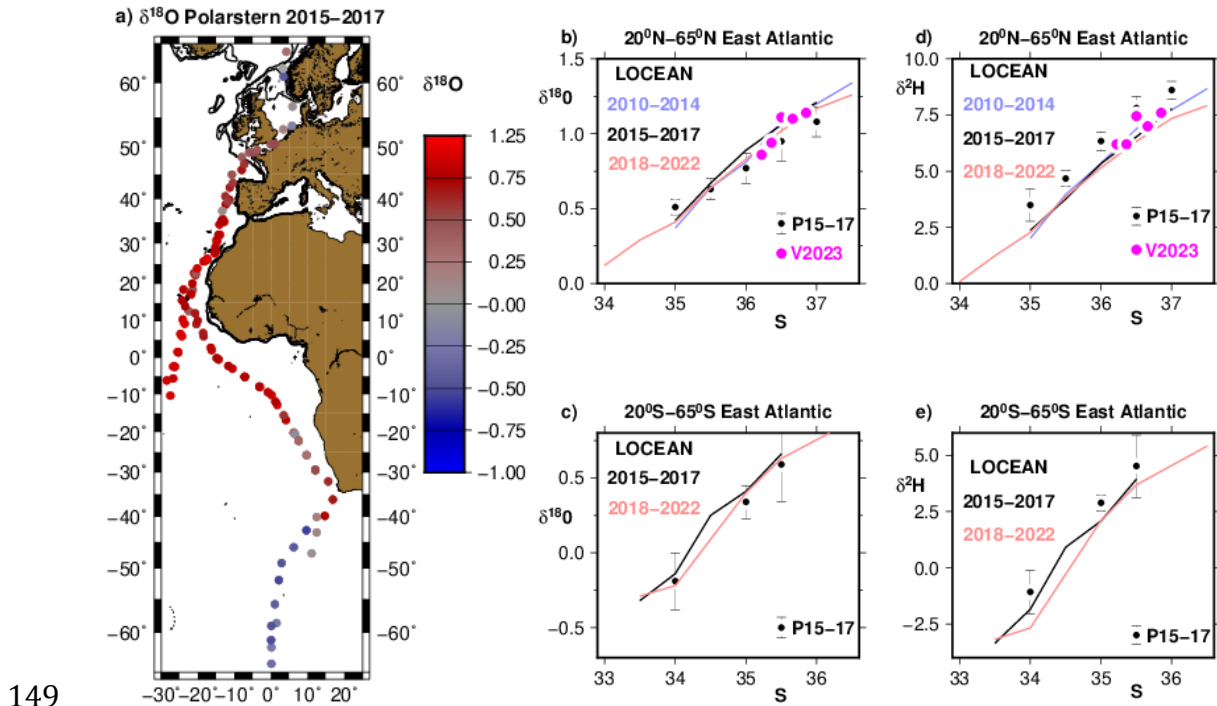 a) δ¹⁸O Polarstern 2015−2017
60°
50°
40°
30°
20°
10°
0°
−10°
−20°
−30°
−40°
−50°
−60°
60°
50°
40°
30°
20°
10°
0°
−10°
−20°
−30°
−40°
−50°
−60°
−30°−20°−10° 0° 10° 20°
δ¹⁸O
1.25
1.00
0.75
0.50
0.25
−0.00
−0.25
−0.50
−0.75
−1.00
b) 20⁰N−65⁰N East Atlantic
1.5
δ¹⁸0
1.0
0.5
0.0
LOCEAN
2010−2014
2015−2017
2018−2022
P15−17
V2023
34 35 36 37
S
d) 20⁰N−65⁰N East Atlantic
10.0
δ²H
7.5
5.0
2.5
0.0
LOCEAN
2010−2014
2015−2017
2018−2022
P15−17
V2023
34 35 36 37
S
c) 20⁰S−65⁰S East Atlantic
0.5
δ¹⁸0
0.0
−0.5
LOCEAN
2015−2017
2018−2022
P15−17
33 34 35 36
S
e) 20⁰S−65⁰S East Atlantic
5.0
δ²H
2.5
0.0
−2.5
LOCEAN
2015−2017
2018−2022
P15−17
33 34 35 36
S
149